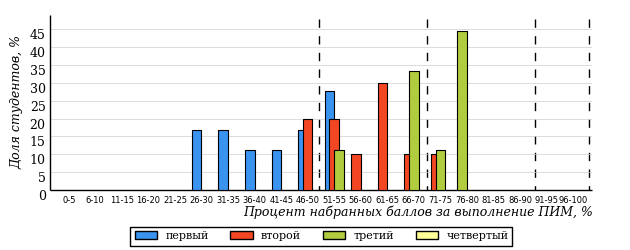 Доля студентов, %
45
40
35
30
25
20
15
10
5
0
0-5 6-10 11-15 16-20 21-25 26-30 31-35 36-40 41-45 46-50 51-55 56-60 61-65 66-70 71-75 76-80 81-85 86-90 91-95 96-100
Процент набранных баллов за выполнение ПИМ, %
первый второй третий четвертый